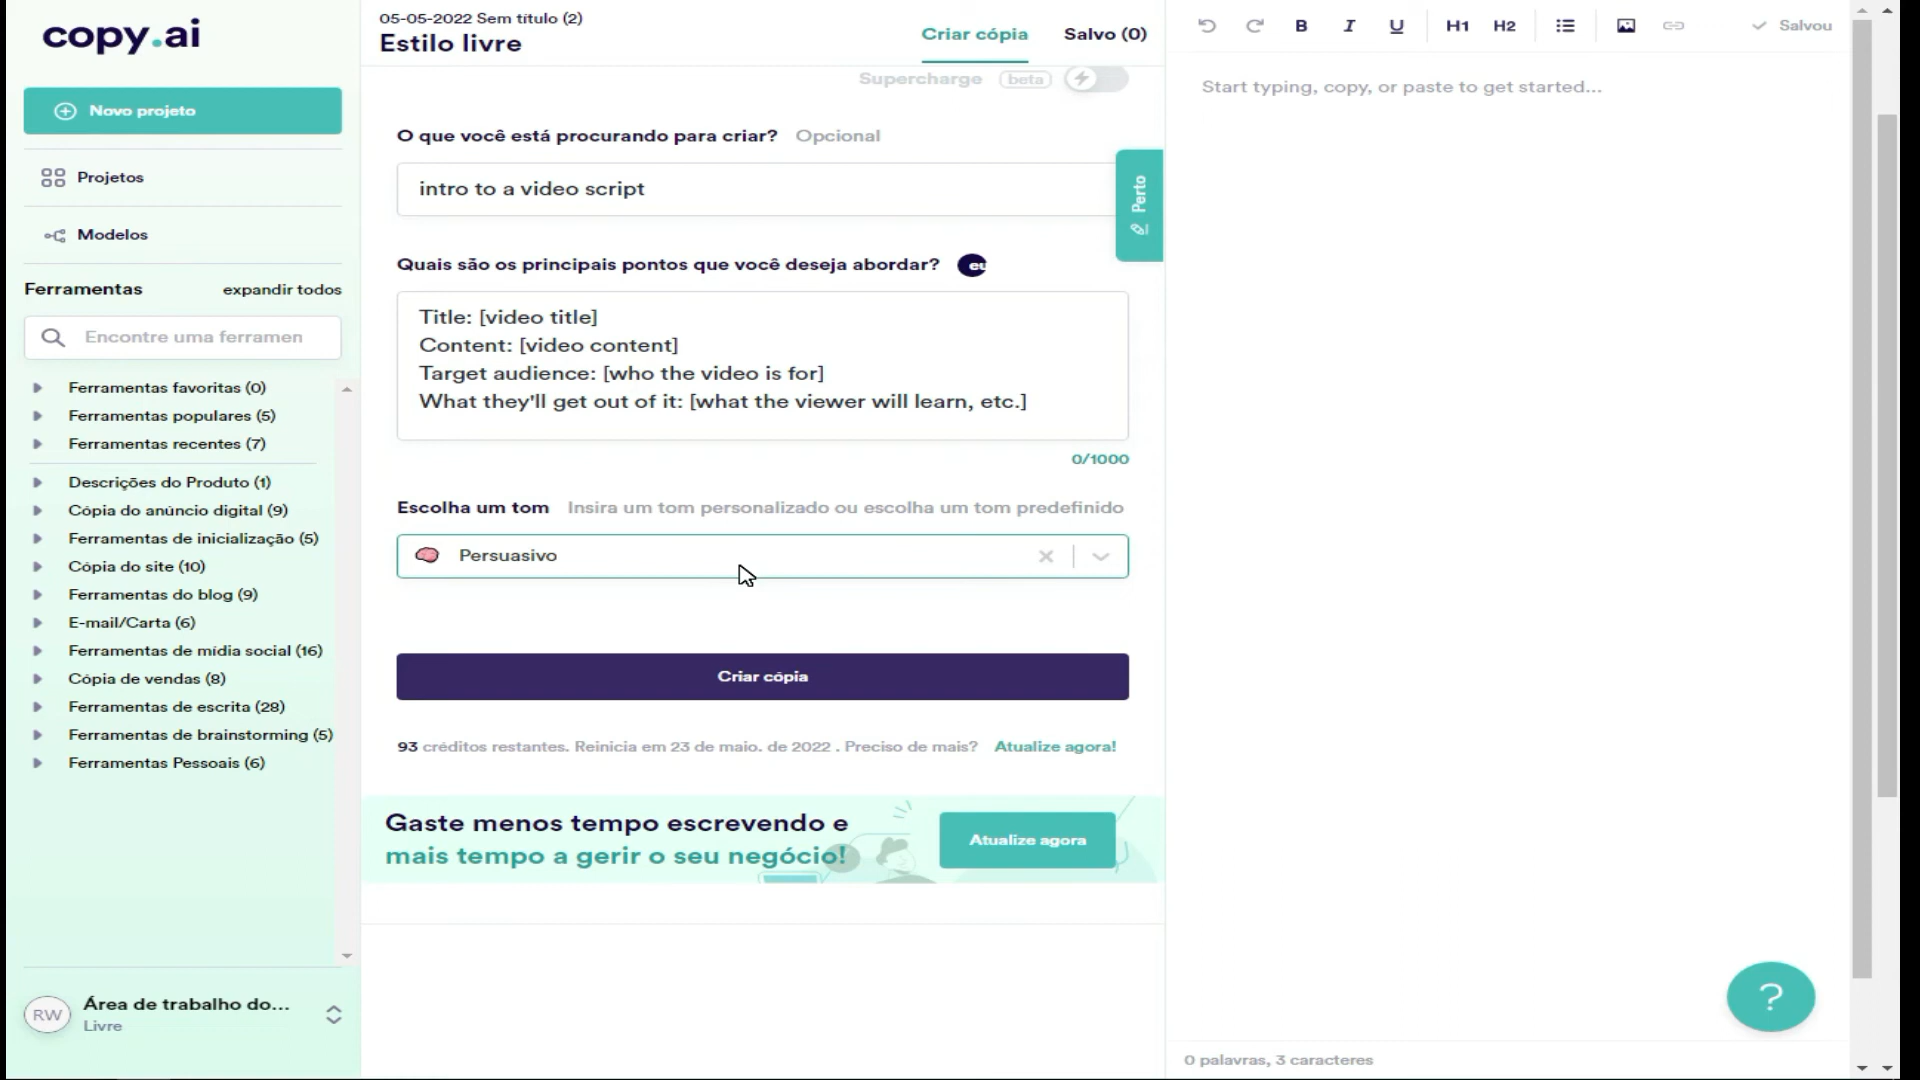 copy.ai
Novo projeto
Projetos
Modelos
Ferramentas expandir todos
Encontre uma ferramen
Ferramentas favoritas (0)
Ferramentas populares (5)
Ferramentas recentes (7)
Descrições do Produto (1)
Cópia do anúncio digital (9)
Ferramentas de inicialização (5)
Cópia do site (10)
Ferramentas do blog (9)
E-mail/Carta (6)
Ferramentas de mídia social (16)
Cópia de vendas (8)
Ferramentas de escrita (28)
Ferramentas de brainstorming (5)
Ferramentas Pessoais (6)
RW Área de trabalho do...
Livre
05-05-2022 Sem título (2)
Estilo livre
Criar cópia Salvo (0)
Supercharge beta
O que você está procurando para criar? Opcional
intro to a video script
Perto
Quais são os principais pontos que você deseja abordar? eu
Title: [video title]
Content: [video content]
Target audience: [who the video is for]
What they'll get out of it: [what the viewer will learn, etc.]
0/1000
Escolha um tom Insira um tom personalizado ou escolha um tom predefinido
Persuasivo
Criar cópia
93 créditos restantes. Reinicia em 23 de maio. de 2022 . Preciso de mais? Atualize agora!
Gaste menos tempo escrevendo e
mais tempo a gerir o seu negócio!
Atualize agora
B I U H1 H2 Salvou
Start typing, copy, or paste to get started...
?
0 palavras, 3 caracteres